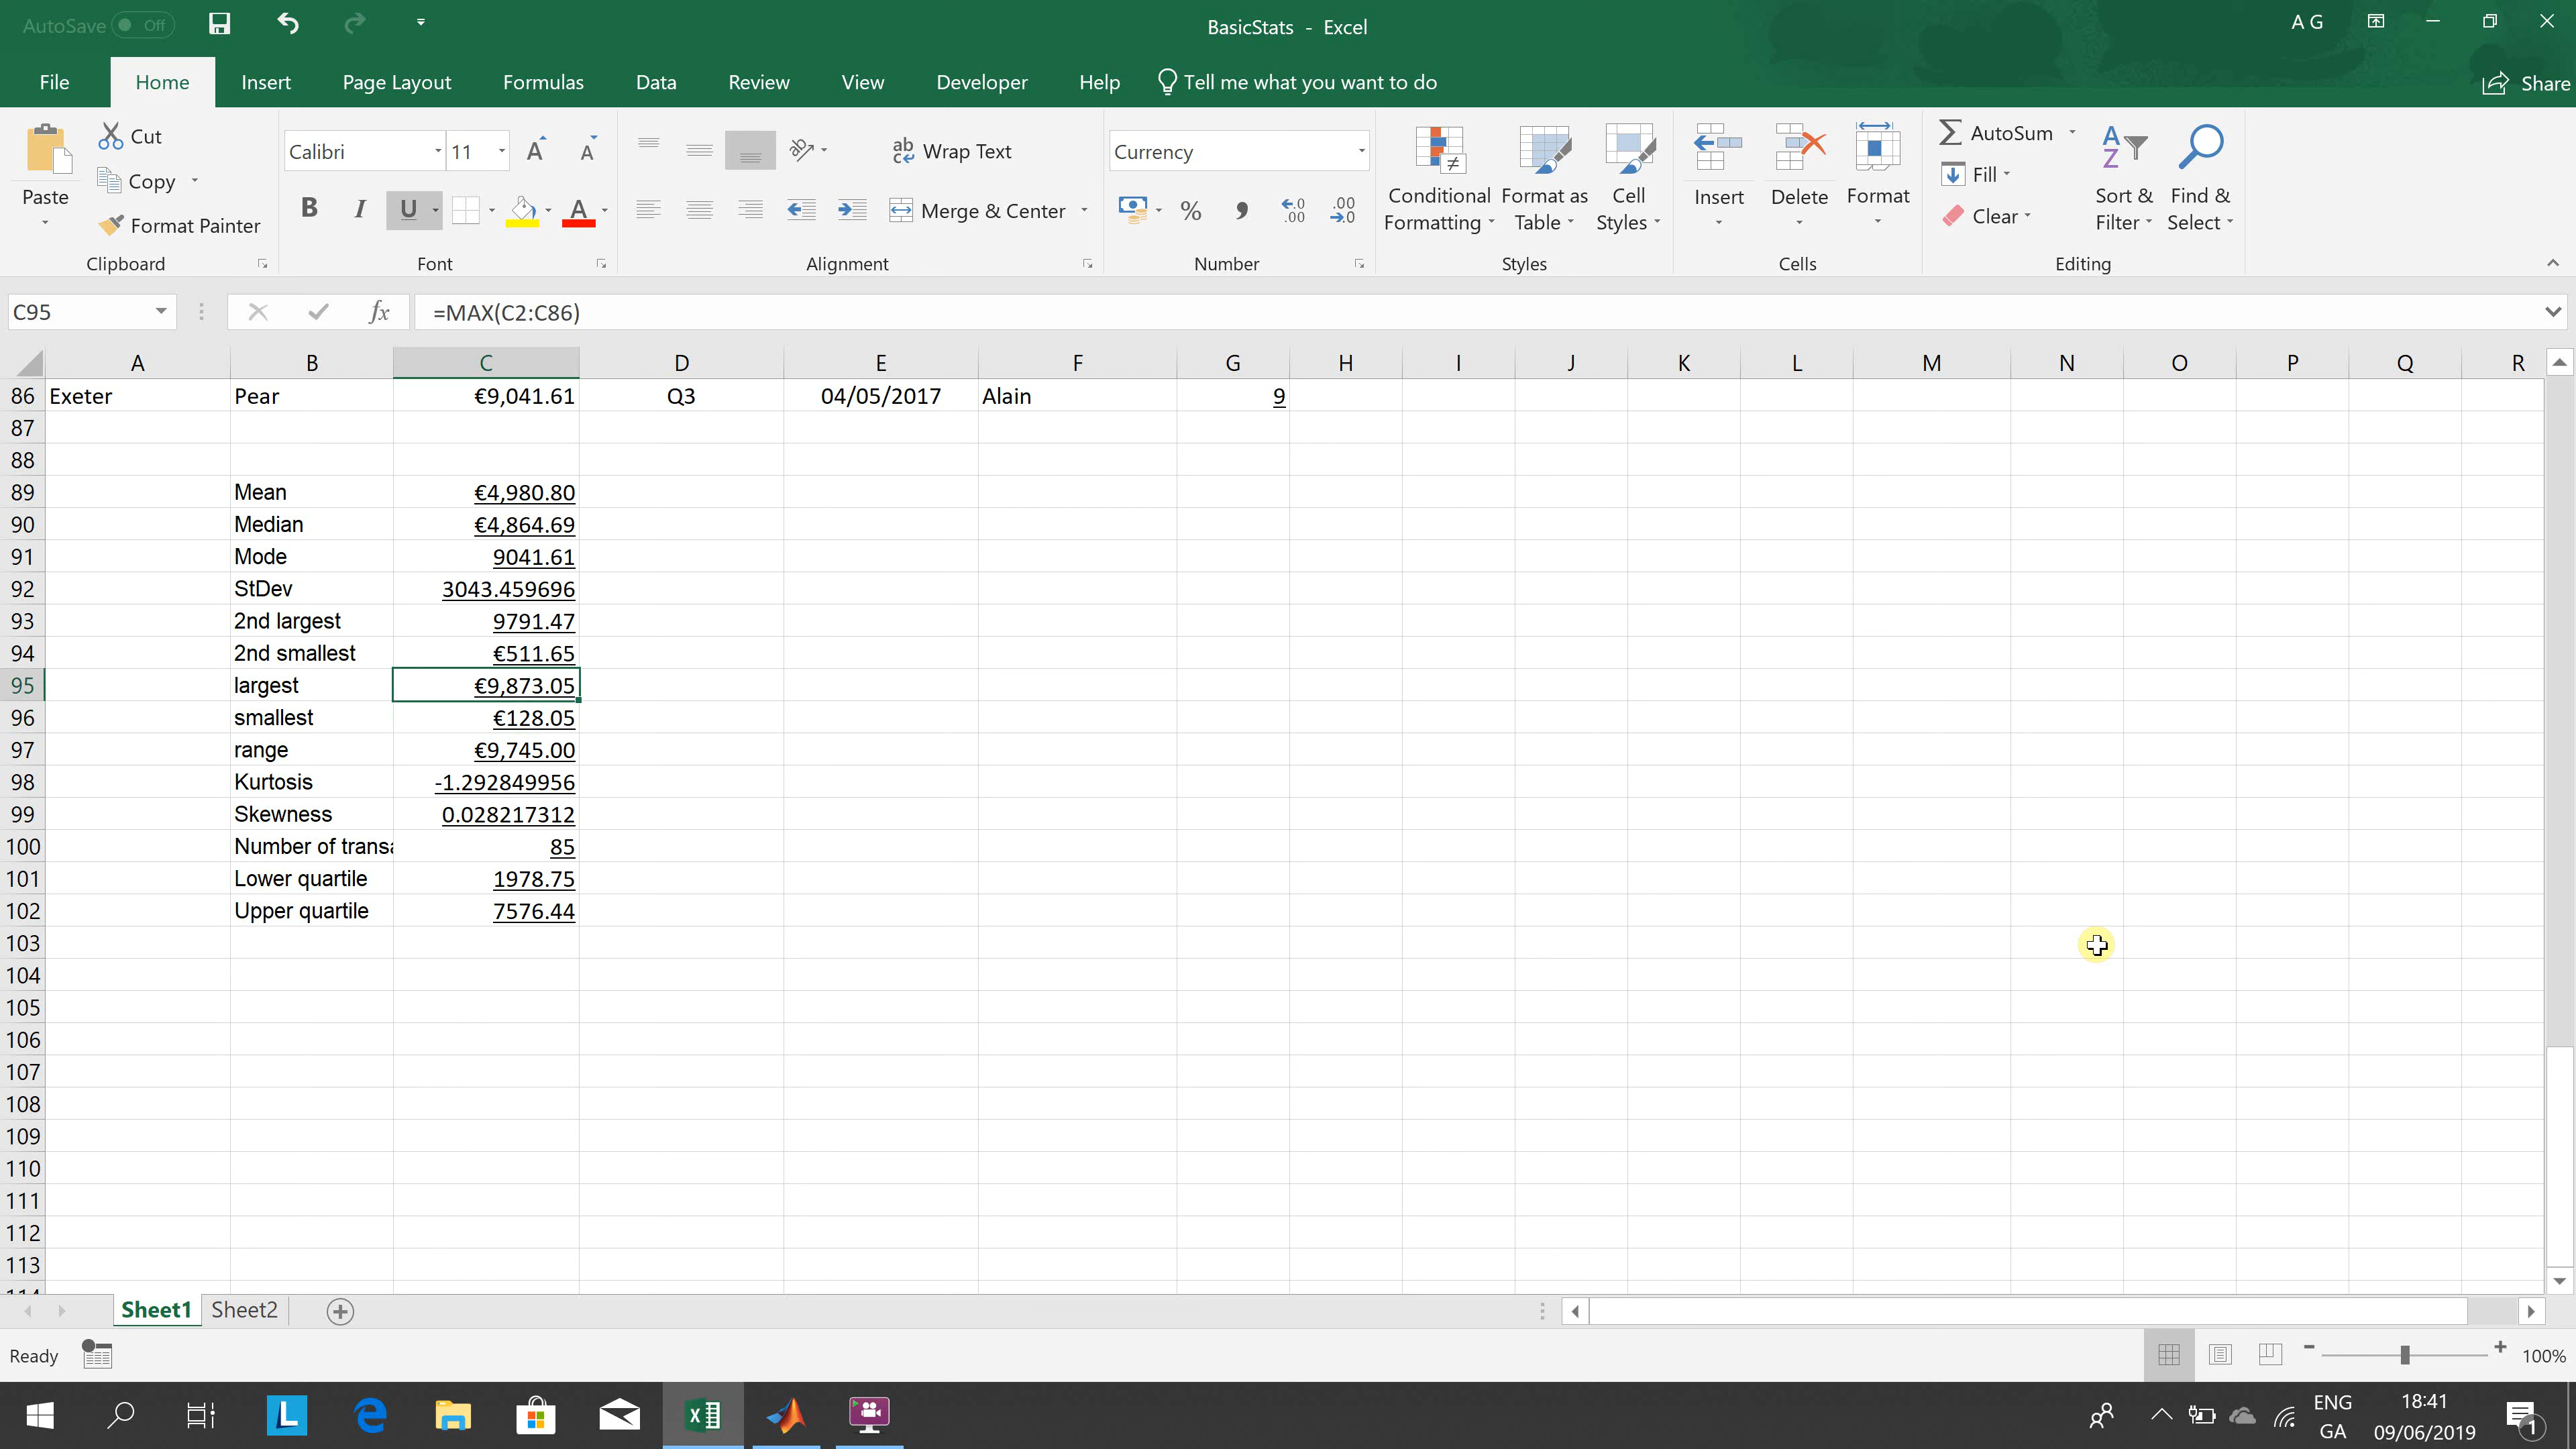 AutoSave Off BasicStats - Excel A G
File Home Insert Page Layout Formulas Data Review View Developer Help Tell me what you want to do Share
Paste Cut Copy Format Painter Clipboard
Calibri 11 A A B I U A Font
ab Wrap Text Merge & Center Alignment
Currency % .00 .00 Number
Conditional Formatting Format as Table Cell Styles Styles
Insert Delete Format Cells
AutoSum Fill Clear Sort & Filter Find & Select Editing
C95 fx =MAX(C2:C86)
A B C D E F G H I J K L M N O P Q R
86 Exeter Pear €9,041.61 Q3 04/05/2017 Alain 9
87
88
89 Mean €4,980.80
90 Median €4,864.69
91 Mode 9041.61
92 StDev 3043.459696
93 2nd largest 9791.47
94 2nd smallest €511.65
95 largest €9,873.05
96 smallest €128.05
97 range €9,745.00
98 Kurtosis -1.292849956
99 Skewness 0.028217312
100 Number of transa 85
101 Lower quartile 1978.75
102 Upper quartile 7576.44
103
104
105
106
107
108
109
110
111
112
113
Sheet1 Sheet2
Ready 100%
ENG 18:41
GA 09/06/2019 1